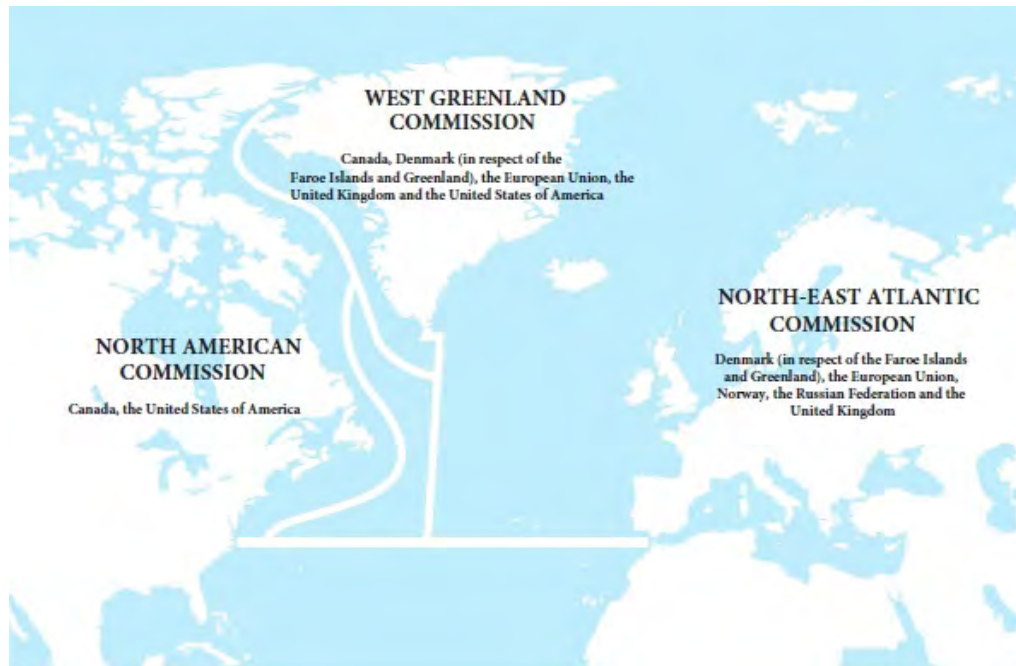 WEST GREENLAND
COMMISSION
Canada, Denmark (in respect of the
Faroe Islands and Greenland), the European Union, the
United Kingdom and the United States of America
NORTH-EAST ATLANTIC
COMMISSION
Denmark (in respect of the Faroe Islands
and Greenland), the European Union,
Norway, the Russian Federation and the
United Kingdom
NORTH AMERICAN
COMMISSION
Canada, the United States of America